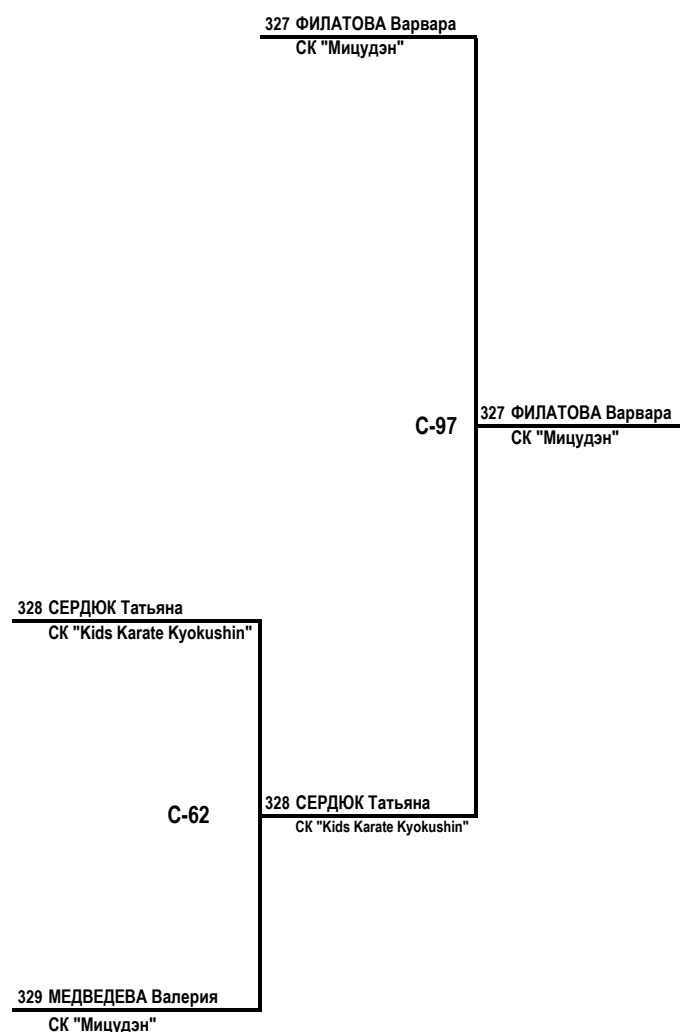 327 ФИЛАТОВА Варвара
СК "Мицудэн"
С-97
327 ФИЛАТОВА Варвара
СК "Мицудэн"
328 СЕРДЮК Татьяна
СК "Kids Karate Kyokushin"
С-62
328 СЕРДЮК Татьяна
СК "Kids Karate Kyokushin"
329 МЕДВЕДЕВА Валерия
СК "Мицудэн"